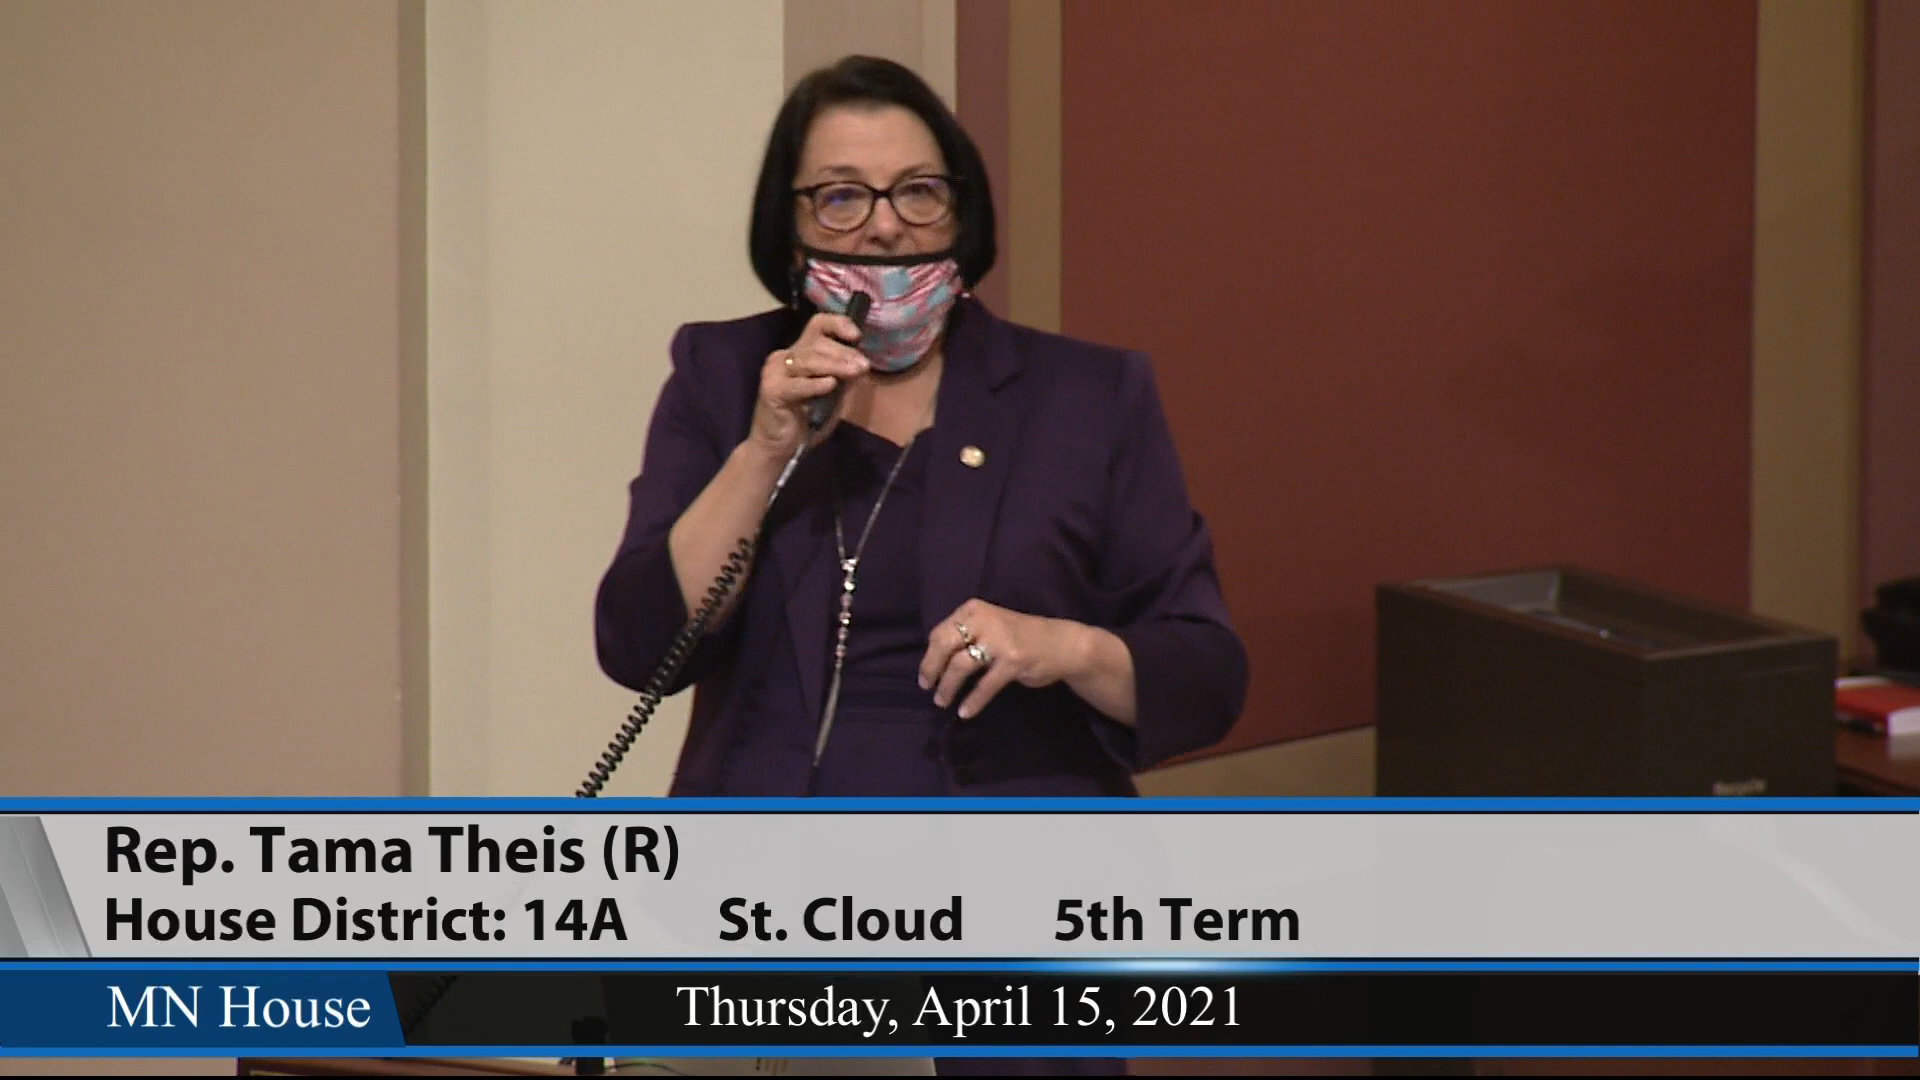 Rep. Tama Theis (R)
House District: 14A St. Cloud 5th Term
MN House Thursday, April 15, 2021